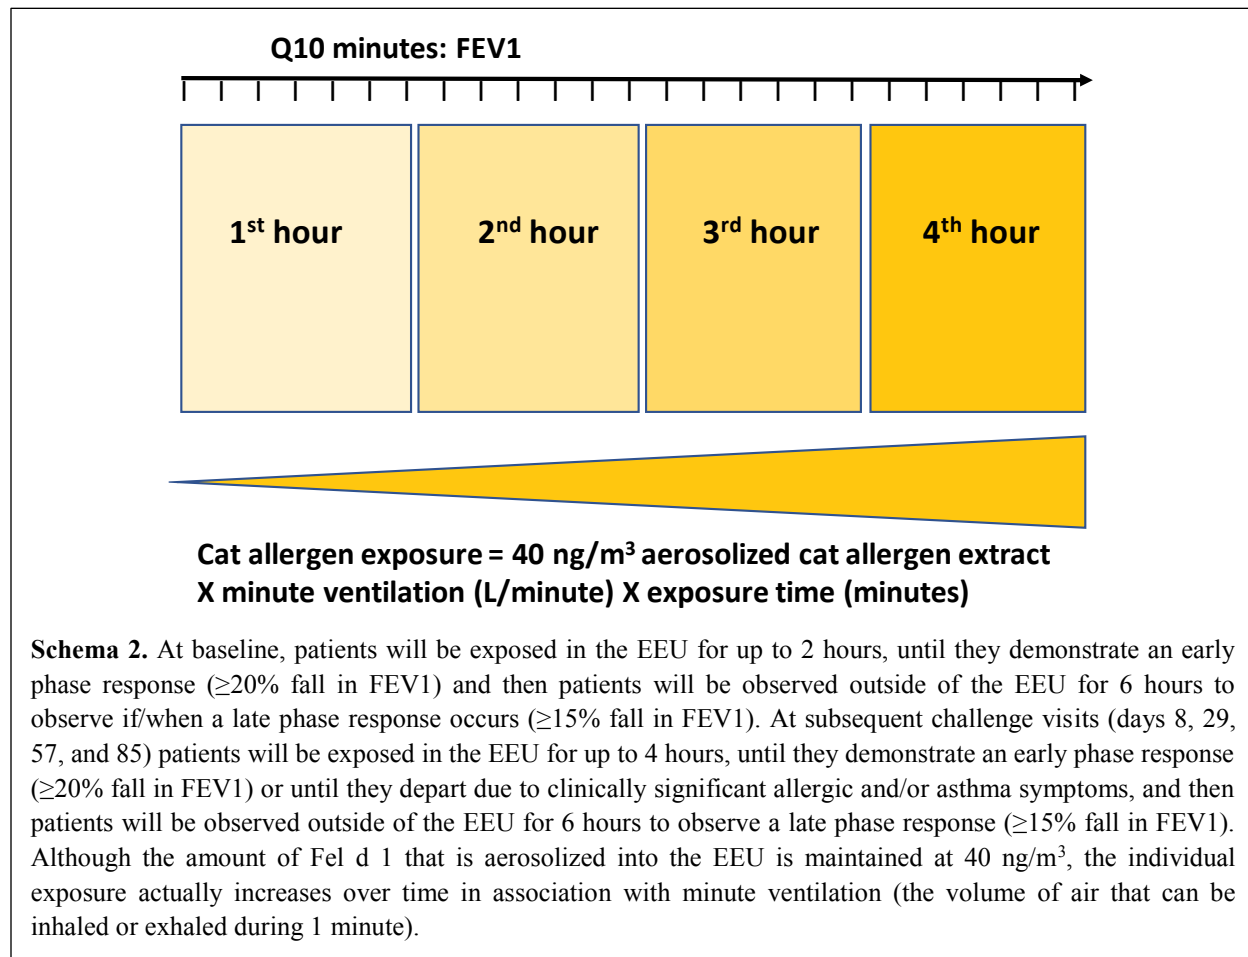 Q10 minutes: FEV1
1st hour
2nd hour
3rd hour
4th hour
Cat allergen exposure = 40 ng/m3 aerosolized cat allergen extract
X minute ventilation (L/minute) X exposure time (minutes)
Schema 2. At baseline, patients will be exposed in the EEU for up to 2 hours, until they demonstrate an early
phase response (≥20% fall in FEV1) and then patients will be observed outside of the EEU for 6 hours to
observe if/when a late phase response occurs (≥15% fall in FEV1). At subsequent challenge visits (days 8, 29,
57, and 85) patients will be exposed in the EEU for up to 4 hours, until they demonstrate an early phase response
(≥20% fall in FEV1) or until they depart due to clinically significant allergic and/or asthma symptoms, and then
patients will be observed outside of the EEU for 6 hours to observe a late phase response (≥15% fall in FEV1).
Although the amount of Fel d 1 that is aerosolized into the EEU is maintained at 40 ng/m3, the individual
exposure actually increases over time in association with minute ventilation (the volume of air that can be
inhaled or exhaled during 1 minute).